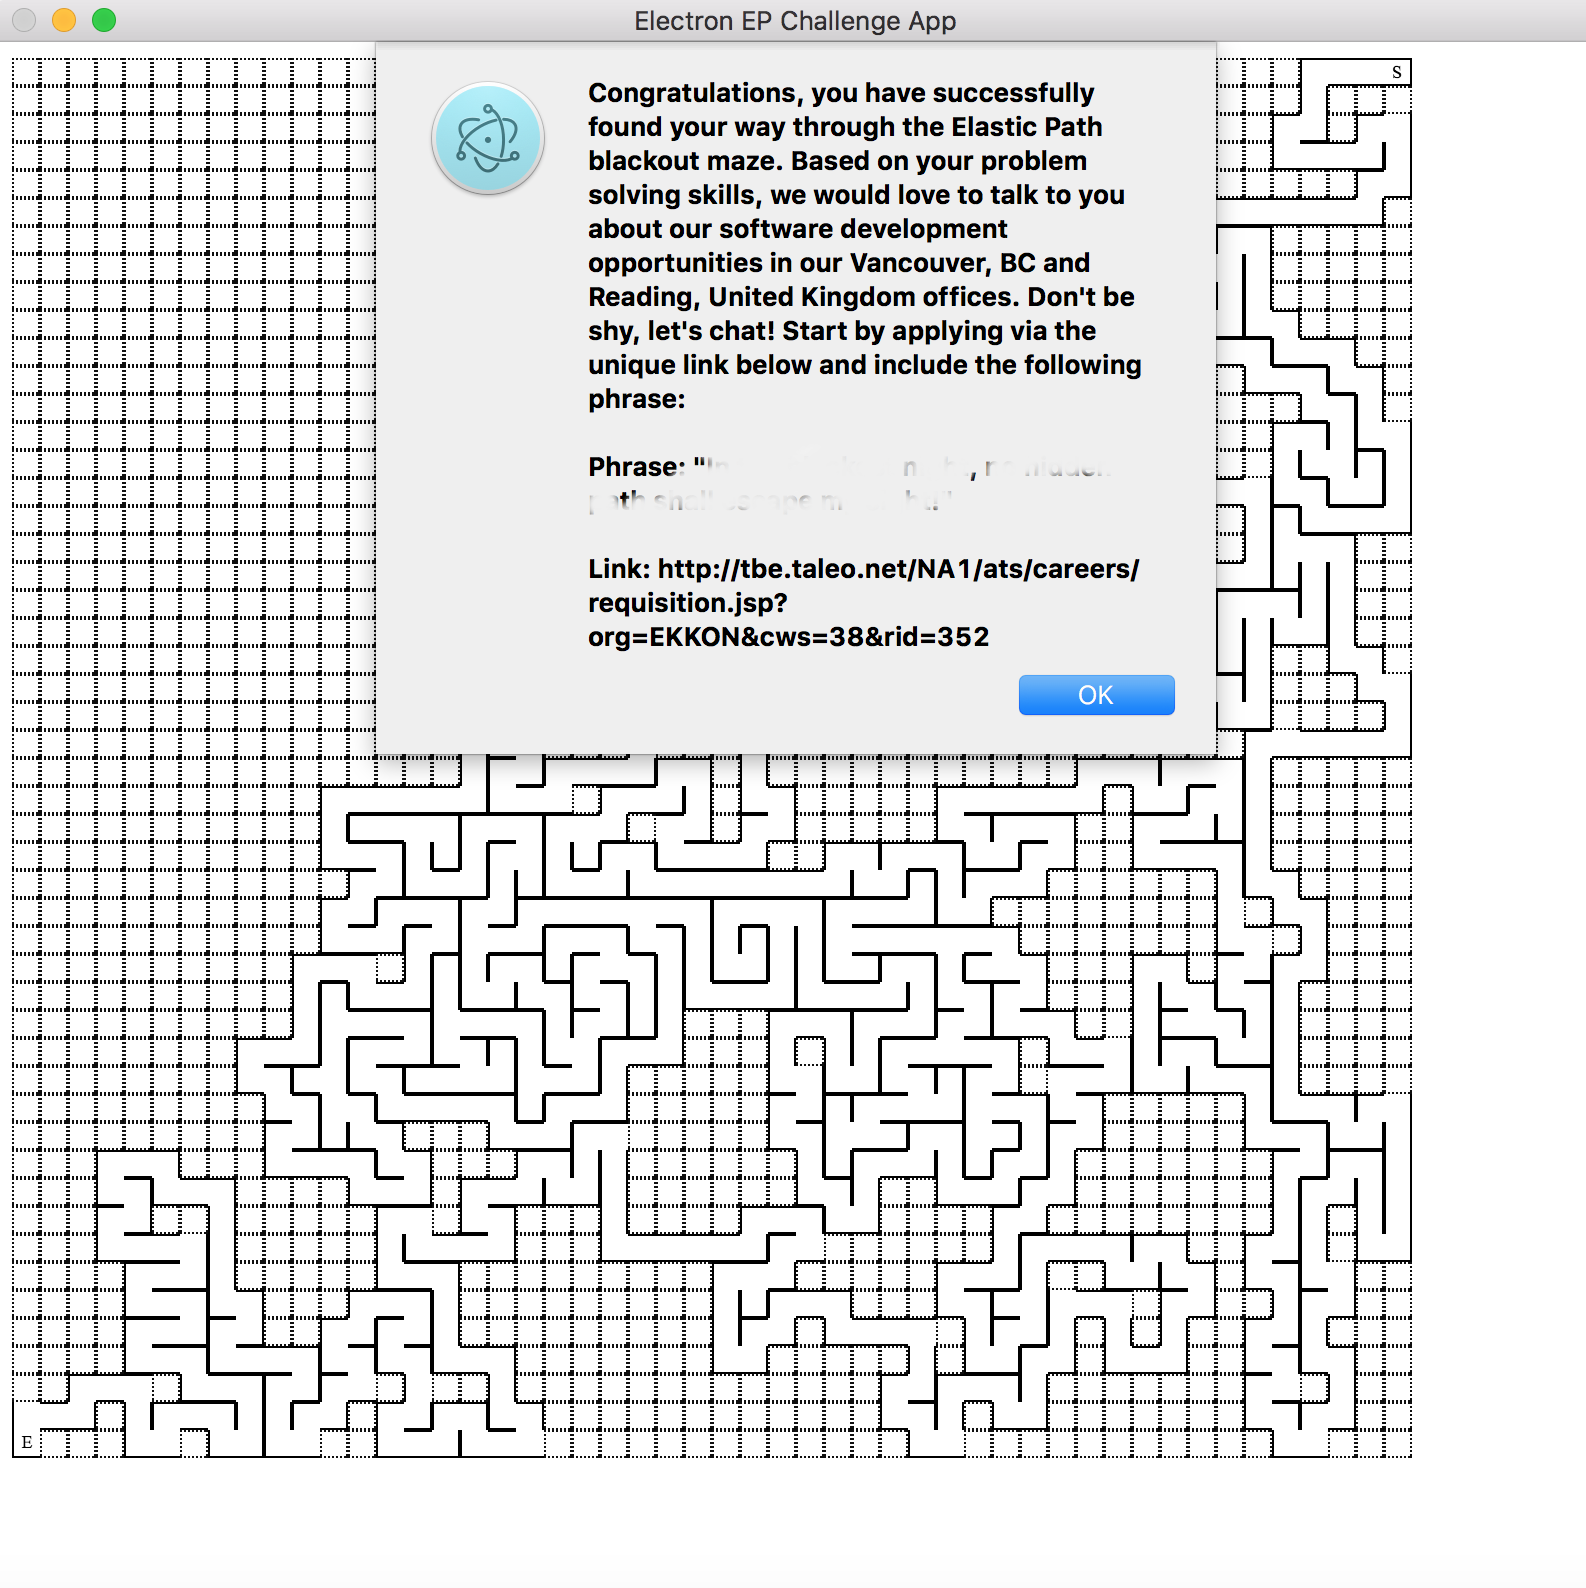 Electron EP Challenge App
S
Congratulations, you have successfully
found your way through the Elastic Path
blackout maze. Based on your problem
solving skills, we would love to talk to you
about our software development
opportunities in our Vancouver, BC and
Reading, United Kingdom offices. Don't be
shy, let's chat! Start by applying via the
unique link below and include the following
phrase:
Phrase:
Link: http://tbe.taleo.net/NA1/ats/careers/
requisition.jsp?
org=EKKON&cws=38&rid=352
OK
E